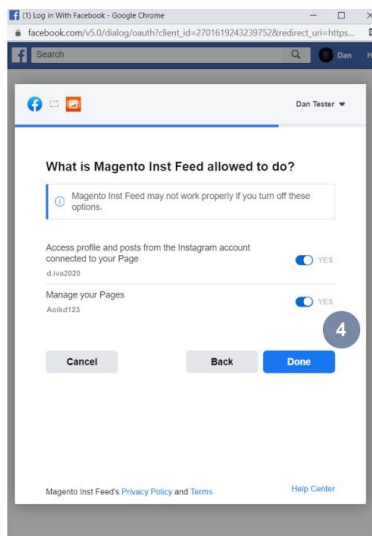 (1) Log in With Facebook - Google Chrome
facebook.com/v5.0/dialog/oauth?client_id=2701619243239752&redirect_uri=https...
Search
Dan
H
Dan Tester
What is Magento Inst Feed allowed to do?
Magento Inst Feed may not work properly if you turn off these
options.
Access profile and posts from the Instagram account
connected to your Page
YES
d.iva2020
Manage your Pages
YES
Aoikd123
4
Cancel
Back
Done
Magento Inst Feed's Privacy Policy and Terms
Help Center